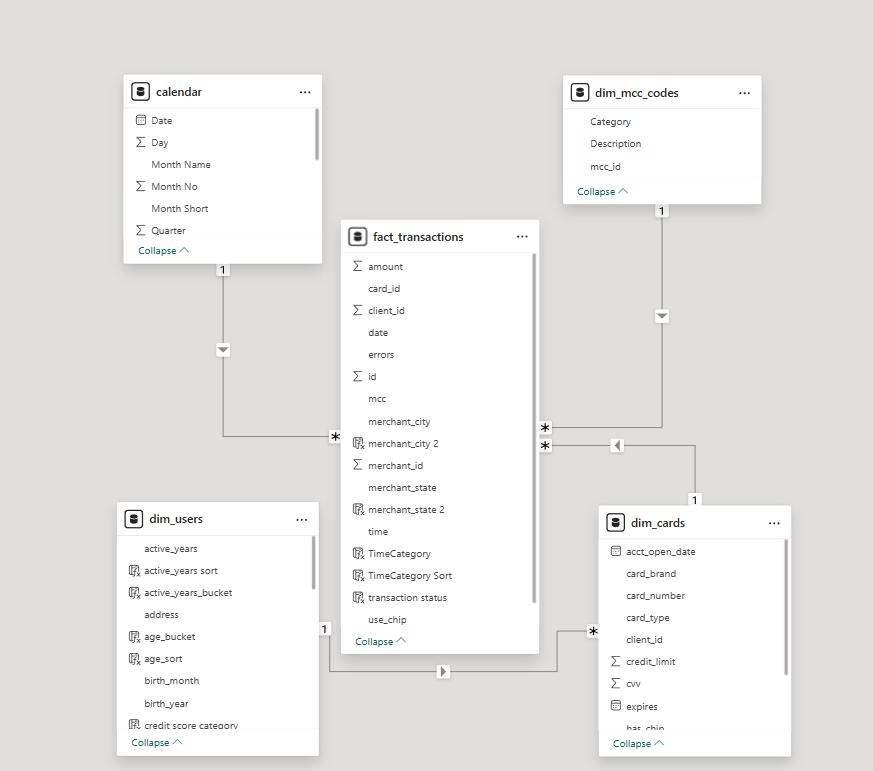 calendar
...
Date
Day
Month Name
Month No
Month Short
Quarter
Collapse
1
*
dim_mcc_codes
...
Category
Description
mcc_id
Collapse
1
*
fact_transactions
...
amount
card_id
client_id
date
errors
id
mcc
merchant_city
merchant_city 2
merchant_id
merchant_state
merchant_state 2
time
TimeCategory
TimeCategory Sort
transaction status
use_chip
Collapse
*
1
dim_users
...
active_years
active_years sort
active_years_bucket
address
age_bucket
age_sort
birth_month
birth_year
credit score category
Collapse
1
*
dim_cards
...
acct_open_date
card_brand
card_number
card_type
client_id
credit_limit
cvv
expires
has_chip
Collapse